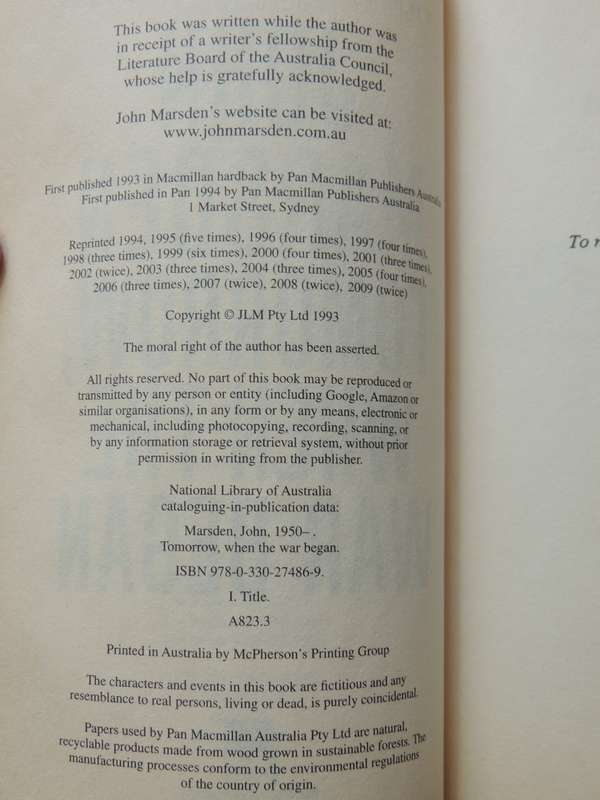 This book was written while the author was
in receipt of a writer's fellowship from the
Literature Board of the Australia Council,
whose help is gratefully acknowledged.
John Marsden's website can be visited at:
www.johnmarsden.com.au
First published 1993 in Macmillan hardback by Pan Macmillan Publishers Australia
First published in Pan 1994 by Pan Macmillan Publishers Australia
1 Market Street, Sydney
Reprinted 1994, 1995 (five times), 1996 (four times), 1997 (four times),
1998 (three times), 1999 (six times), 2000 (four times), 2001 (three times),
2002 (twice), 2003 (three times), 2004 (three times), 2005 (four times),
2006 (three times), 2007 (twice), 2008 (twice), 2009 (twice)
Copyright © JLM Pty Ltd 1993
The moral right of the author has been asserted.
All rights reserved. No part of this book may be reproduced or
transmitted by any person or entity (including Google, Amazon or
similar organisations), in any form or by any means, electronic or
mechanical, including photocopying, recording, scanning, or
by any information storage or retrieval system, without prior
permission in writing from the publisher.
National Library of Australia
cataloguing-in-publication data:
Marsden, John, 1950– .
Tomorrow, when the war began.
ISBN 978-0-330-27486-9.
I. Title.
A823.3
Printed in Australia by McPherson's Printing Group
The characters and events in this book are fictitious and any
resemblance to real persons, living or dead, is purely coincidental.
Papers used by Pan Macmillan Australia Pty Ltd are natural,
recyclable products made from wood grown in sustainable forests. The
manufacturing processes conform to the environmental regulations
of the country of origin.
To